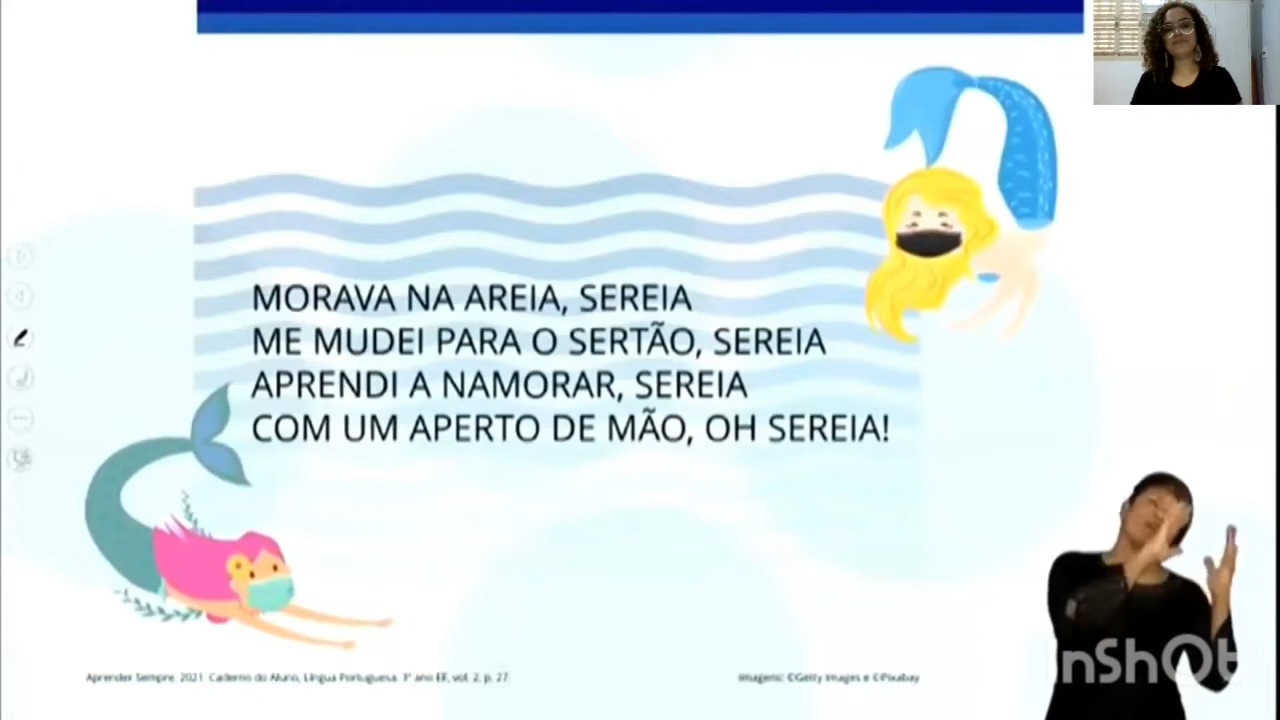 MORAVA NA AREIA, SEREIA
ME MUDEI PARA O SERTÃO, SEREIA
APRENDI A NAMORAR, SEREIA
COM UM APERTO DE MÃO, OH SEREIA!
Aprender Sempre, 2021. Caderno do Aluno, Língua Portuguesa. 1º ano EF, vol. 2, p. 27.
Imagens: ©Getty Images e ©Pixabay
InShOt